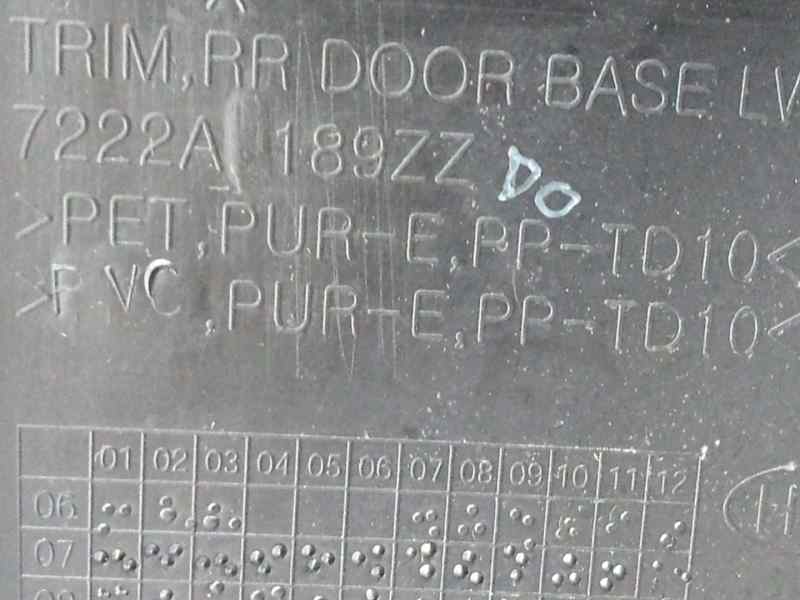 TRIM, RR DOOR BASE
7222A 189ZZ DO
>PET, PUR-E, PP-TD10<
>PVC, PUR-E, PP-TD10<
01 02 03 04 05 06 07 08 09 10 11 12
06
07